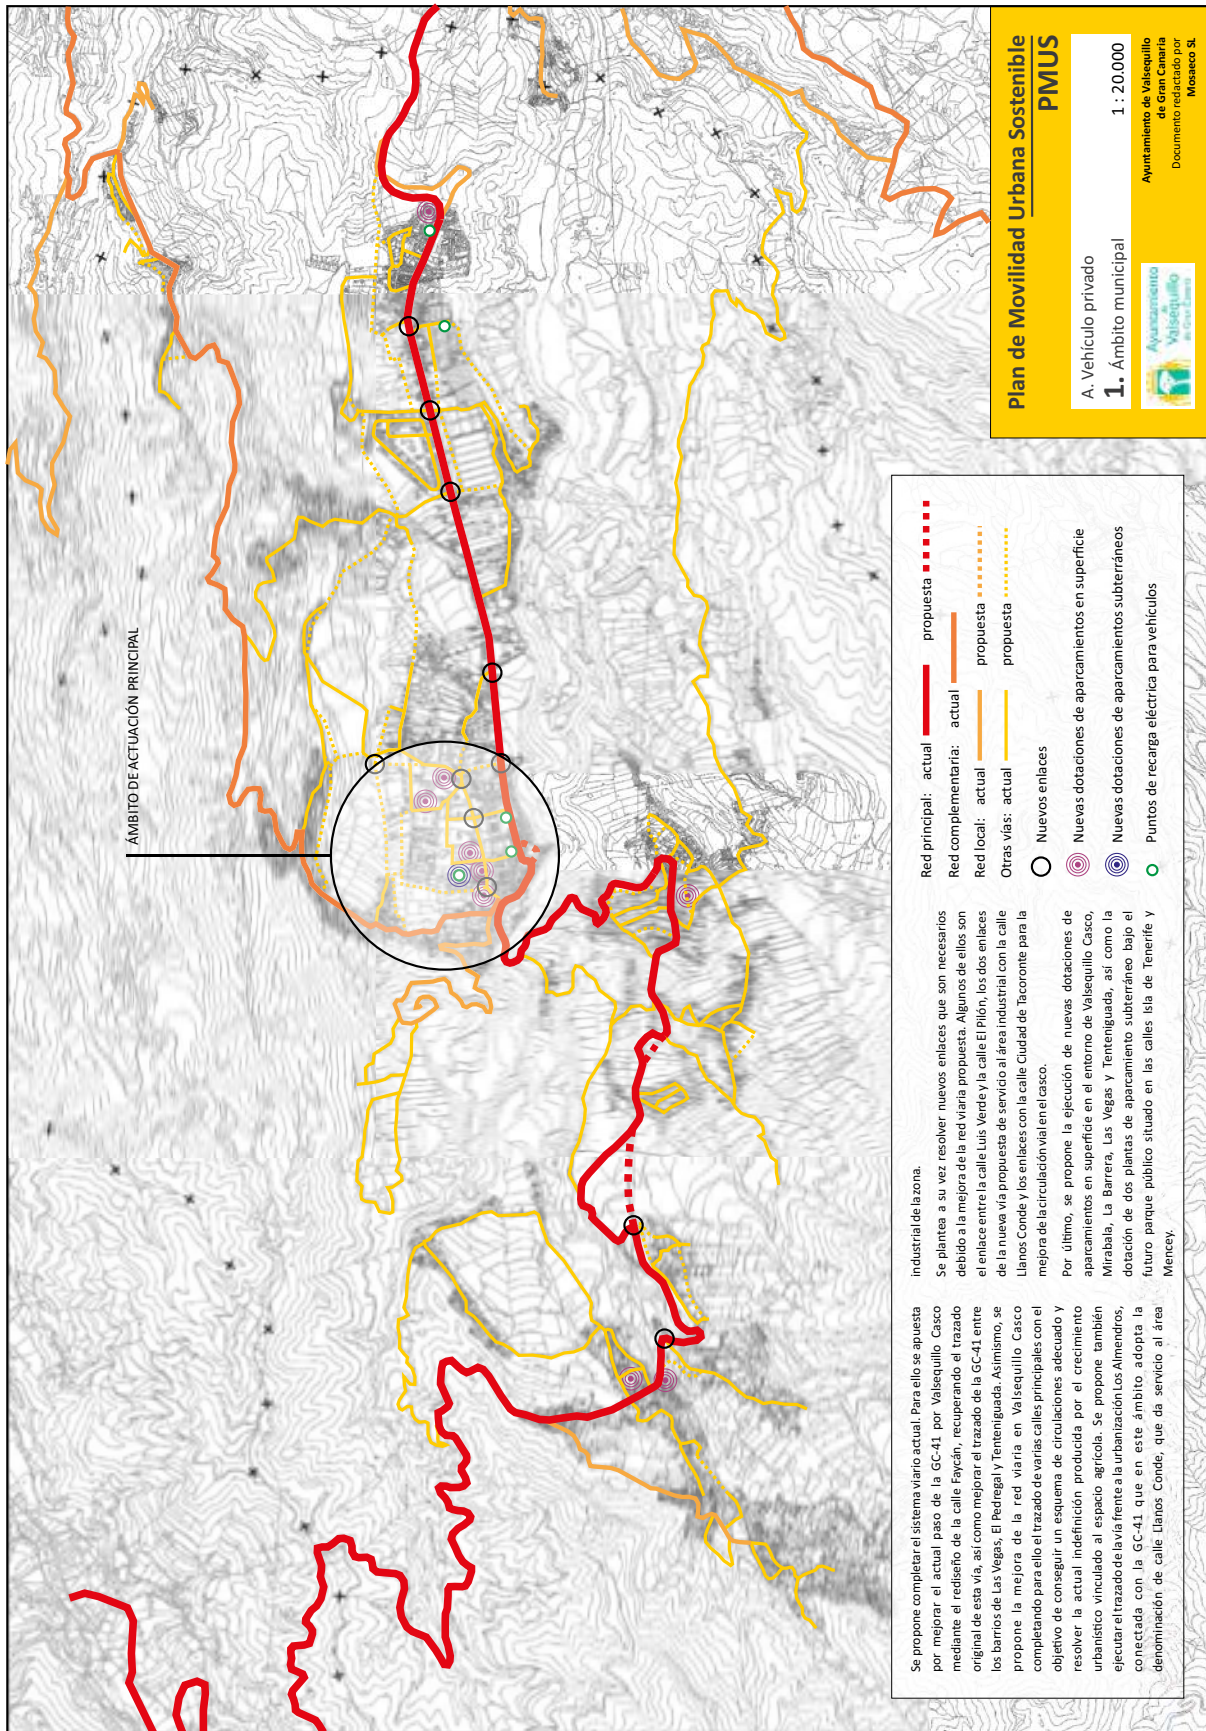 ÁMBITO DE ACTUACIÓN PRINCIPAL
Se propone completar el sistema viario actual. Para ello se apuesta
por mejorar el actual paso de la GC-41 por Valsequillo Casco
mediante el rediseño de la calle Faycán, recuperando el trazado
original de esta vía, así como mejorar el trazado de la GC-41 entre
los barrios de Las Vegas, El Pedregal y Tenteniguada. Asimismo, se
propone la mejora de la red viaria en Valsequillo Casco
completando para ello el trazado de varias calles principales con el
objetivo de conseguir un esquema de circulaciones adecuado y
resolver la actual indefinición producida por el crecimiento
urbanístico vinculado al espacio agrícola. Se propone también
ejecutar el trazado de la vía frente a la urbanización Los Almendros,
conectada con la GC-41 que en este ámbito adopta la
denominación de calle Llanos Conde, que da servicio al área
industrial de la zona.
Se plantea a su vez resolver nuevos enlaces que son necesarios
debido a la mejora de la red viaria propuesta. Algunos de ellos son
el enlace entre la calle Luis Verde y la calle El Pilón, los dos enlaces
de la nueva vía propuesta de servicio al área industrial con la calle
Llanos Conde y los enlaces con la calle Ciudad de Tacoronte para la
mejora de la circulación vial en el casco.
Por último, se propone la ejecución de nuevas dotaciones de
aparcamientos en superficie en el entorno de Valsequillo Casco,
Mirabala, La Barrera, Las Vegas y Tenteniguada, así como la
dotación de dos plantas de aparcamiento subterráneo bajo el
futuro parque público situado en las calles Isla de Tenerife y
Mencey.
Red principal: actual propuesta
Red complementaria: actual
Red local: actual propuesta
Otras vías: actual propuesta
Nuevos enlaces
Nuevas dotaciones de aparcamientos en superficie
Nuevas dotaciones de aparcamientos subterráneos
Puntos de recarga eléctrica para vehículos
Plan de Movilidad Urbana Sostenible
PMUS
A. Vehículo privado
1. Ámbito municipal 1 : 20.000
Ayuntamiento
de
Valsequillo
de Gran Canaria
Ayuntamiento de Valsequillo
de Gran Canaria
Documento redactado por
Mosaeco SL